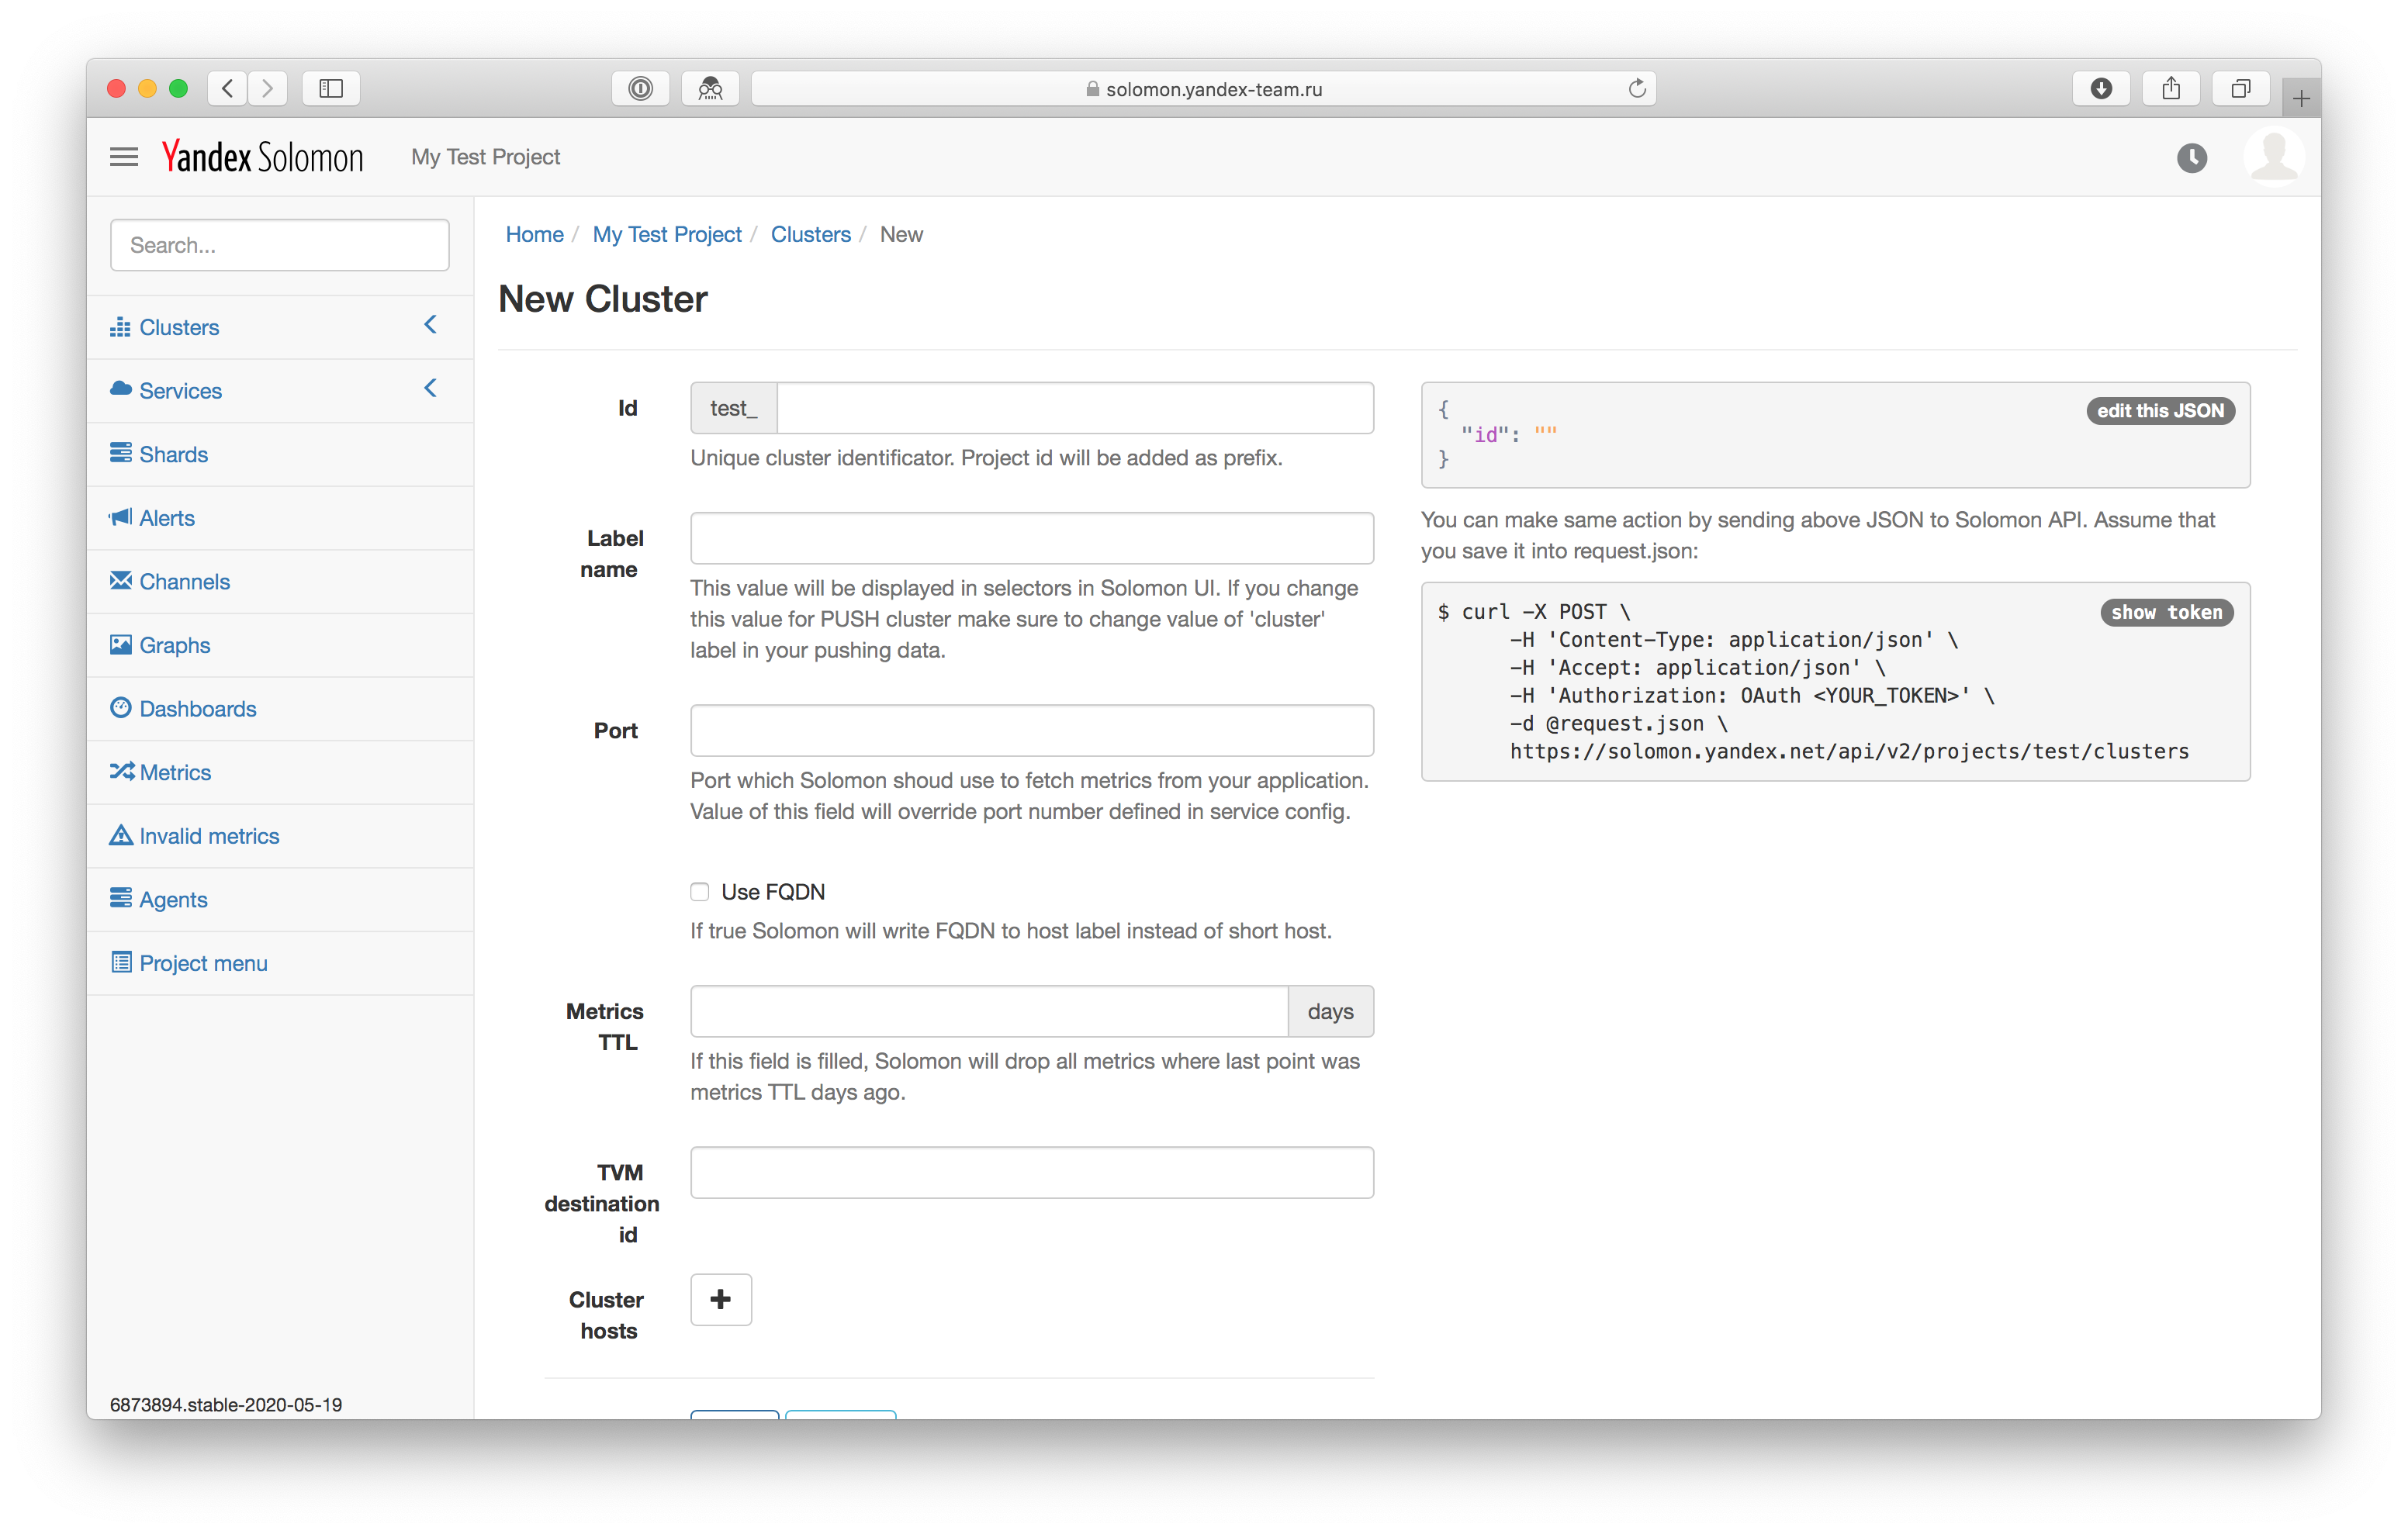 solomon.yandex-team.ru
Yandex Solomon
My Test Project
Search...
Clusters
Services
Shards
Alerts
Channels
Graphs
Dashboards
Metrics
Invalid metrics
Agents
Project menu
6873894.stable-2020-05-19
Home / My Test Project / Clusters / New
New Cluster
Id
test_
Unique cluster identificator. Project id will be added as prefix.
Label
name
This value will be displayed in selectors in Solomon UI. If you change
this value for PUSH cluster make sure to change value of 'cluster'
label in your pushing data.
Port
Port which Solomon shoud use to fetch metrics from your application.
Value of this field will override port number defined in service config.
Use FQDN
If true Solomon will write FQDN to host label instead of short host.
Metrics
TTL
days
If this field is filled, Solomon will drop all metrics where last point was
metrics TTL days ago.
TVM
destination
id
Cluster
hosts
{
"id": ""
}
edit this JSON
You can make same action by sending above JSON to Solomon API. Assume that
you save it into request.json:
$ curl -X POST \
show token
-H 'Content-Type: application/json' \
-H 'Accept: application/json' \
-H 'Authorization: OAuth <YOUR_TOKEN>' \
-d @request.json \
https://solomon.yandex.net/api/v2/projects/test/clusters